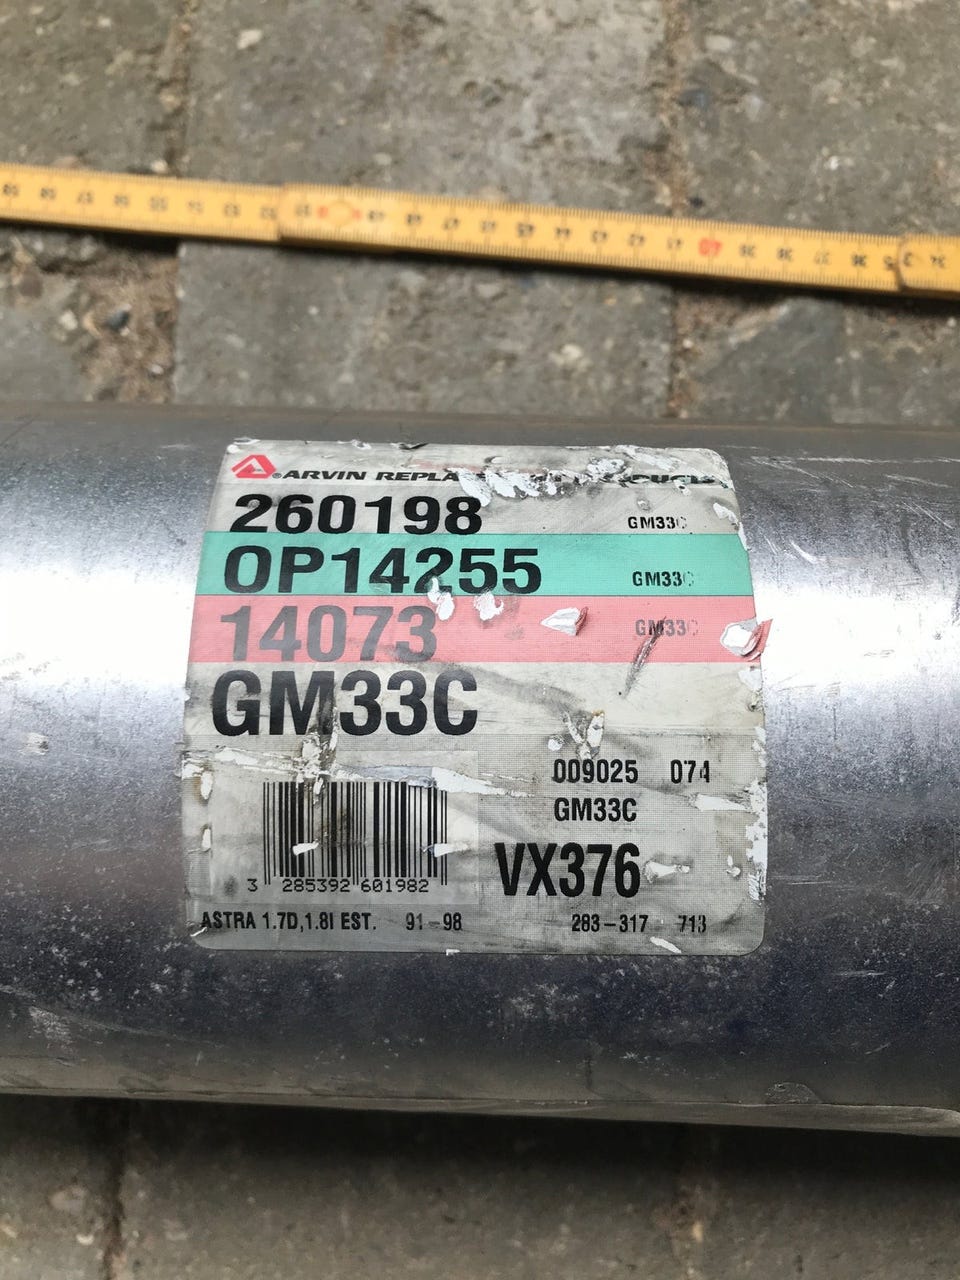 ARVIN
260198 GM33C
OP14255 GM33C
14073 GM33C
GM33C
009025 074
GM33C
VX376
3 285392 601982
ASTRA 1.7D,1.8I EST. 91-98 283-317 713